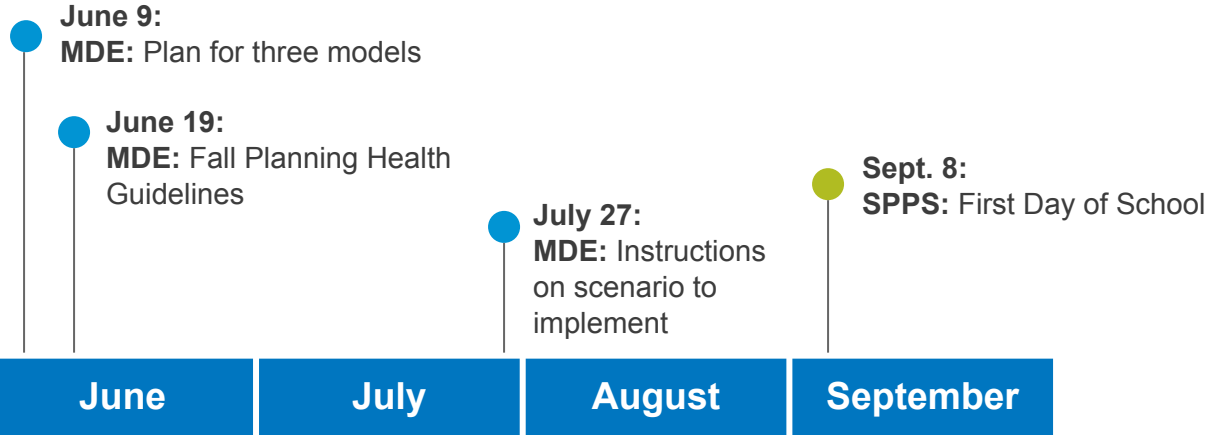 June 9:
MDE: Plan for three models
June 19:
MDE: Fall Planning Health
Guidelines
July 27:
MDE: Instructions
on scenario to
implement
Sept. 8:
SPPS: First Day of School
June
July
August
September